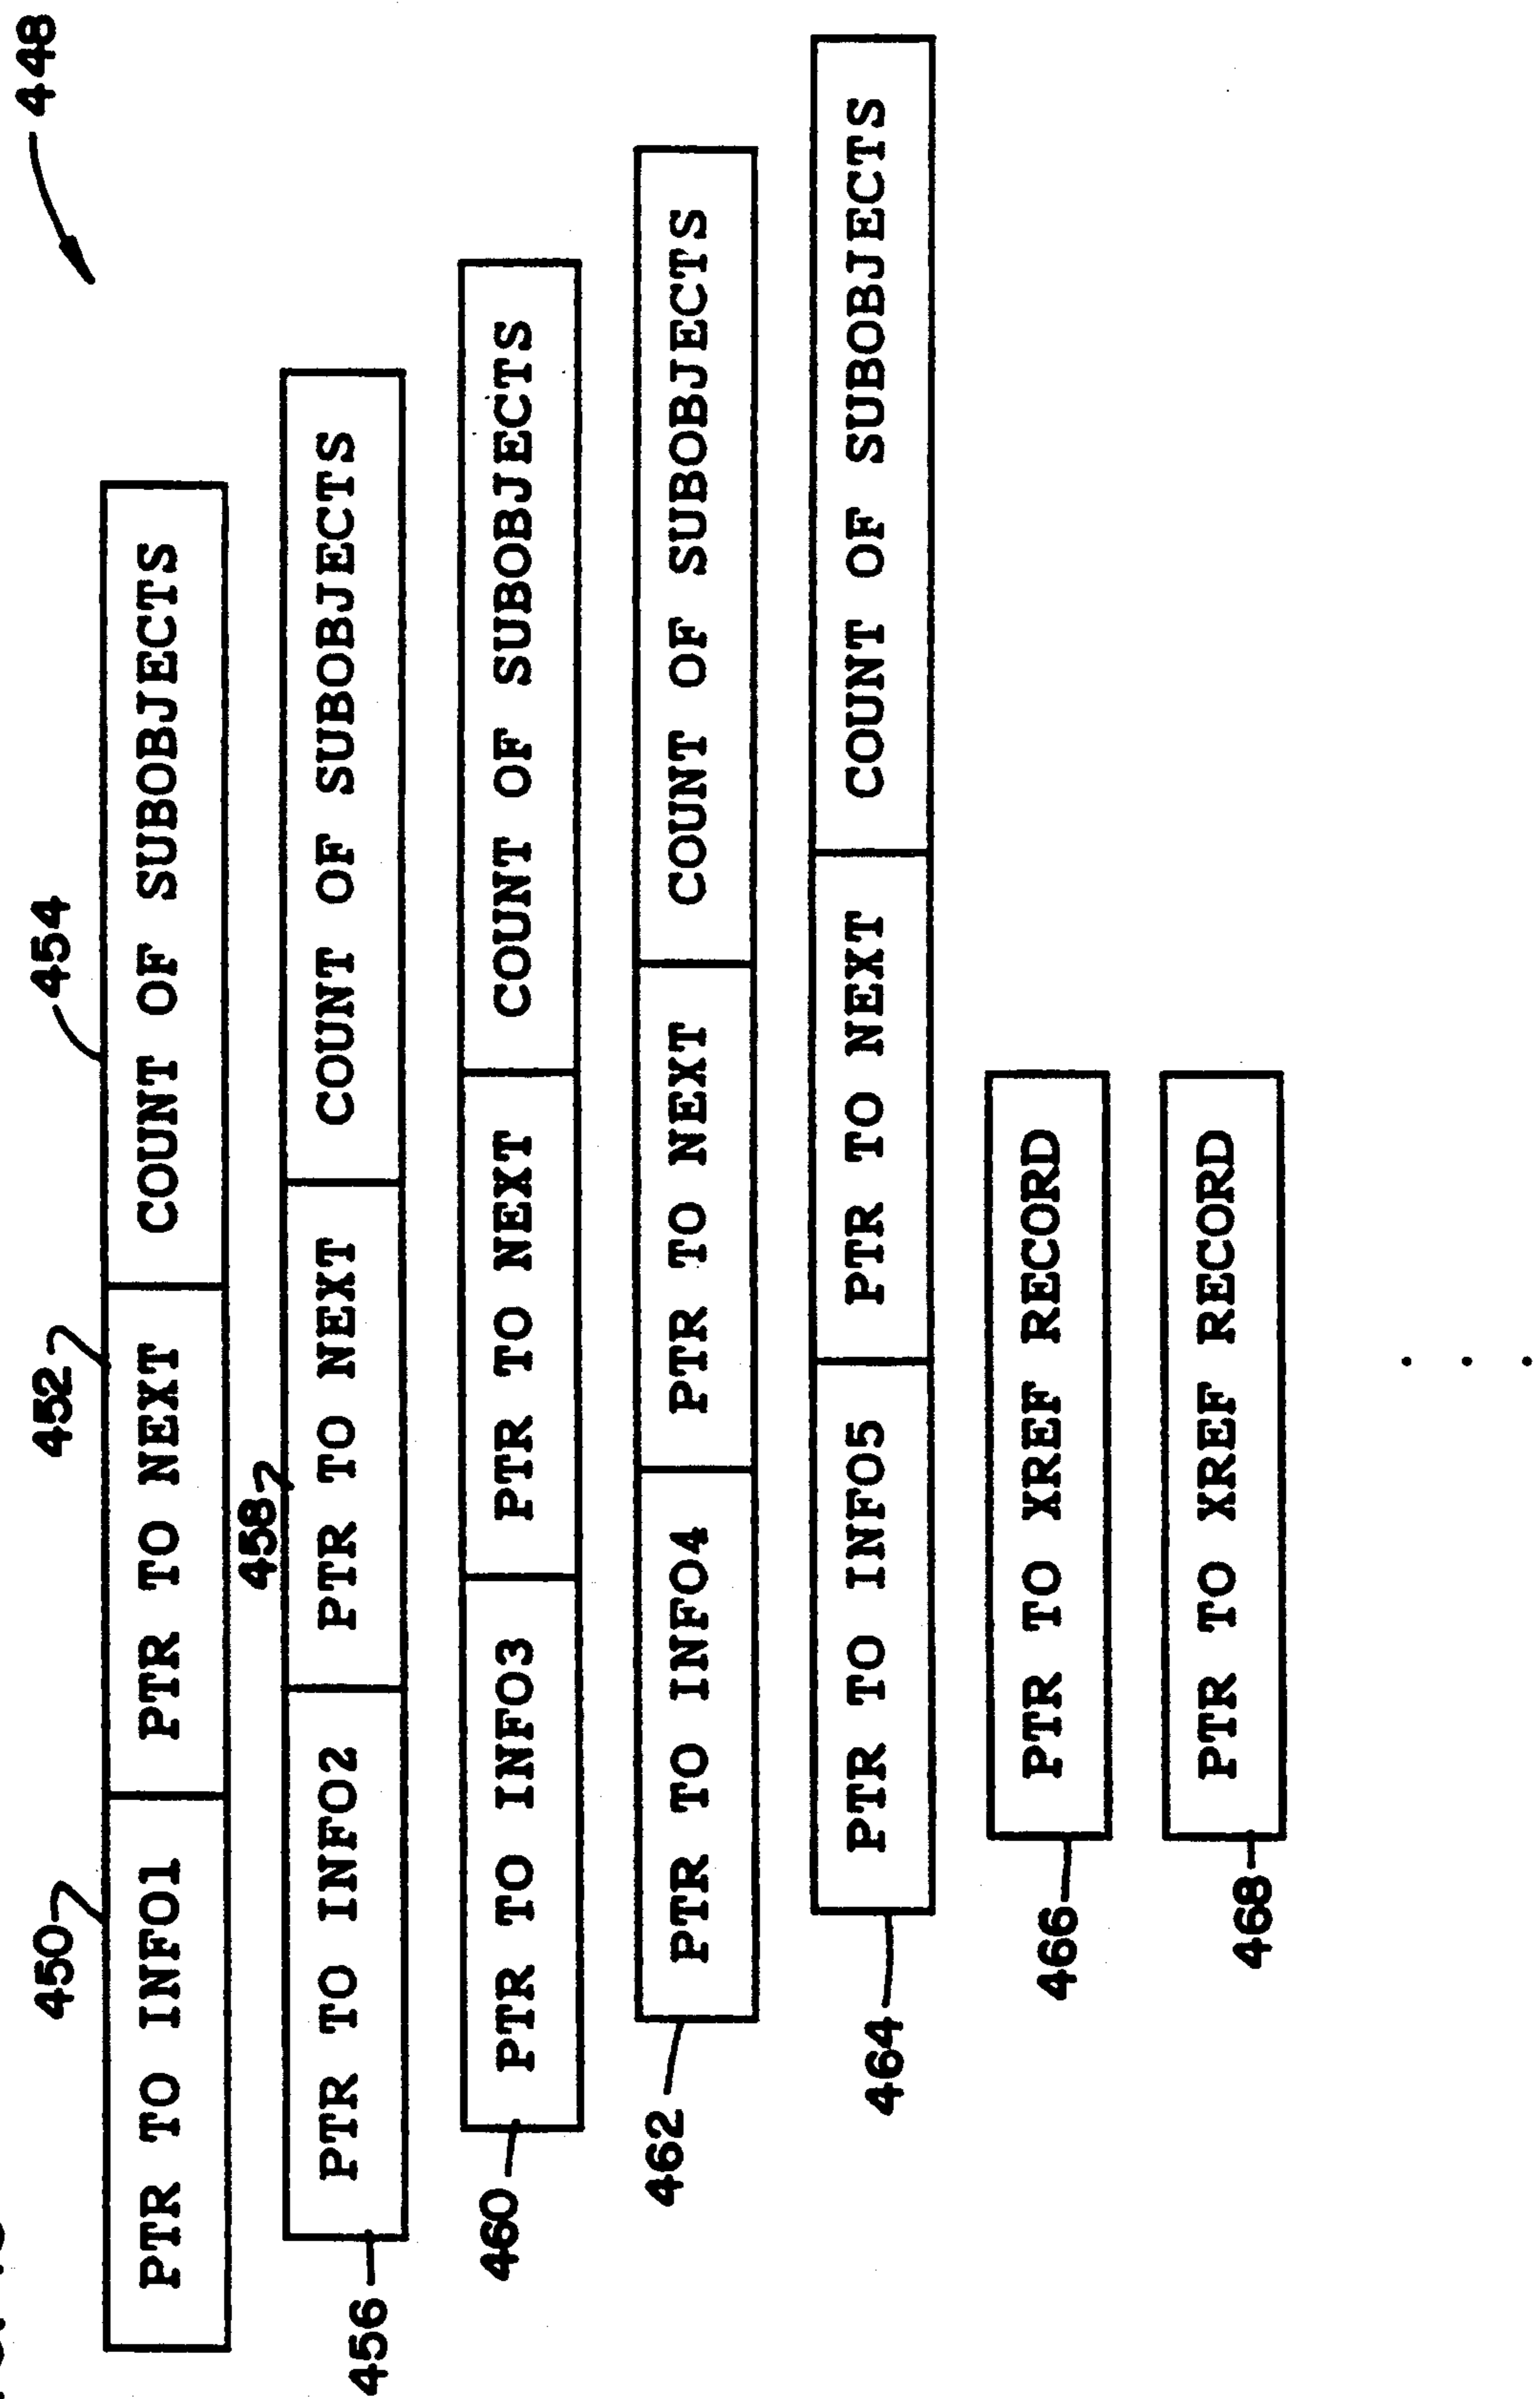 448
450 452 454
PTR TO INFO1 PTR TO NEXT COUNT OF SUBOBJECTS
458
456 PTR TO INFO2 PTR TO NEXT COUNT OF SUBOBJECTS
460 PTR TO INFO3 PTR TO NEXT COUNT OF SUBOBJECTS
462 PTR TO INFO4 PTR TO NEXT COUNT OF SUBOBJECTS
464 PTR TO INFO5 PTR TO NEXT COUNT OF SUBOBJECTS
466 PTR TO XREF RECORD
468 PTR TO XREF RECORD
. . .